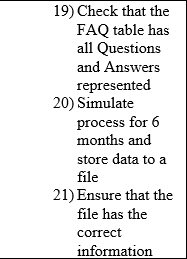 19) Check that the
FAQ table has
all Questions
and Answers
represented
20) Simulate
process for 6
months and
store data to a
file
21) Ensure that the
file has the
correct
information